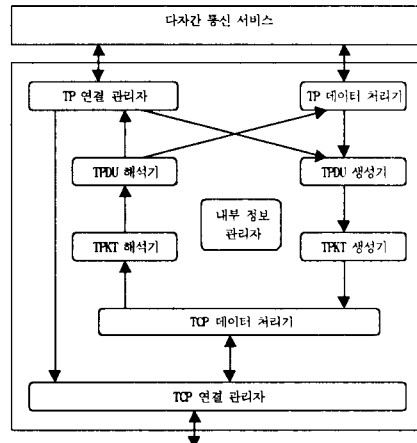 다자간 통신 서비스
TP 연결 관리자
TP 데이터 처리기
TPDU 해석기
TPDU 생성기
내부 정보
관리자
TPKT 해석기
TPKT 생성기
TCP 데이터 처리기
TCP 연결 관리자